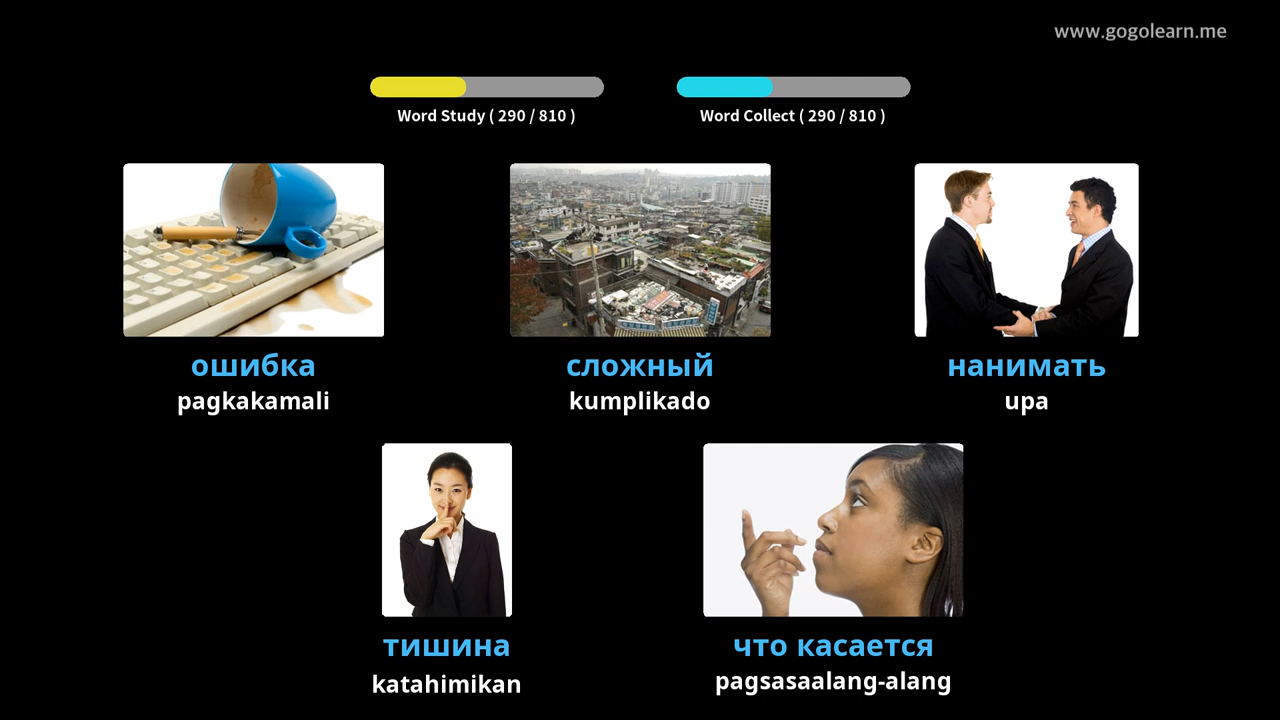 www.gogolearn.me
Word Study ( 290 / 810 )
Word Collect ( 290 / 810 )
ошибка
pagkakamali
сложный
kumplikado
нанимать
upa
тишина
katahimikan
что касается
pagsasaalang-alang